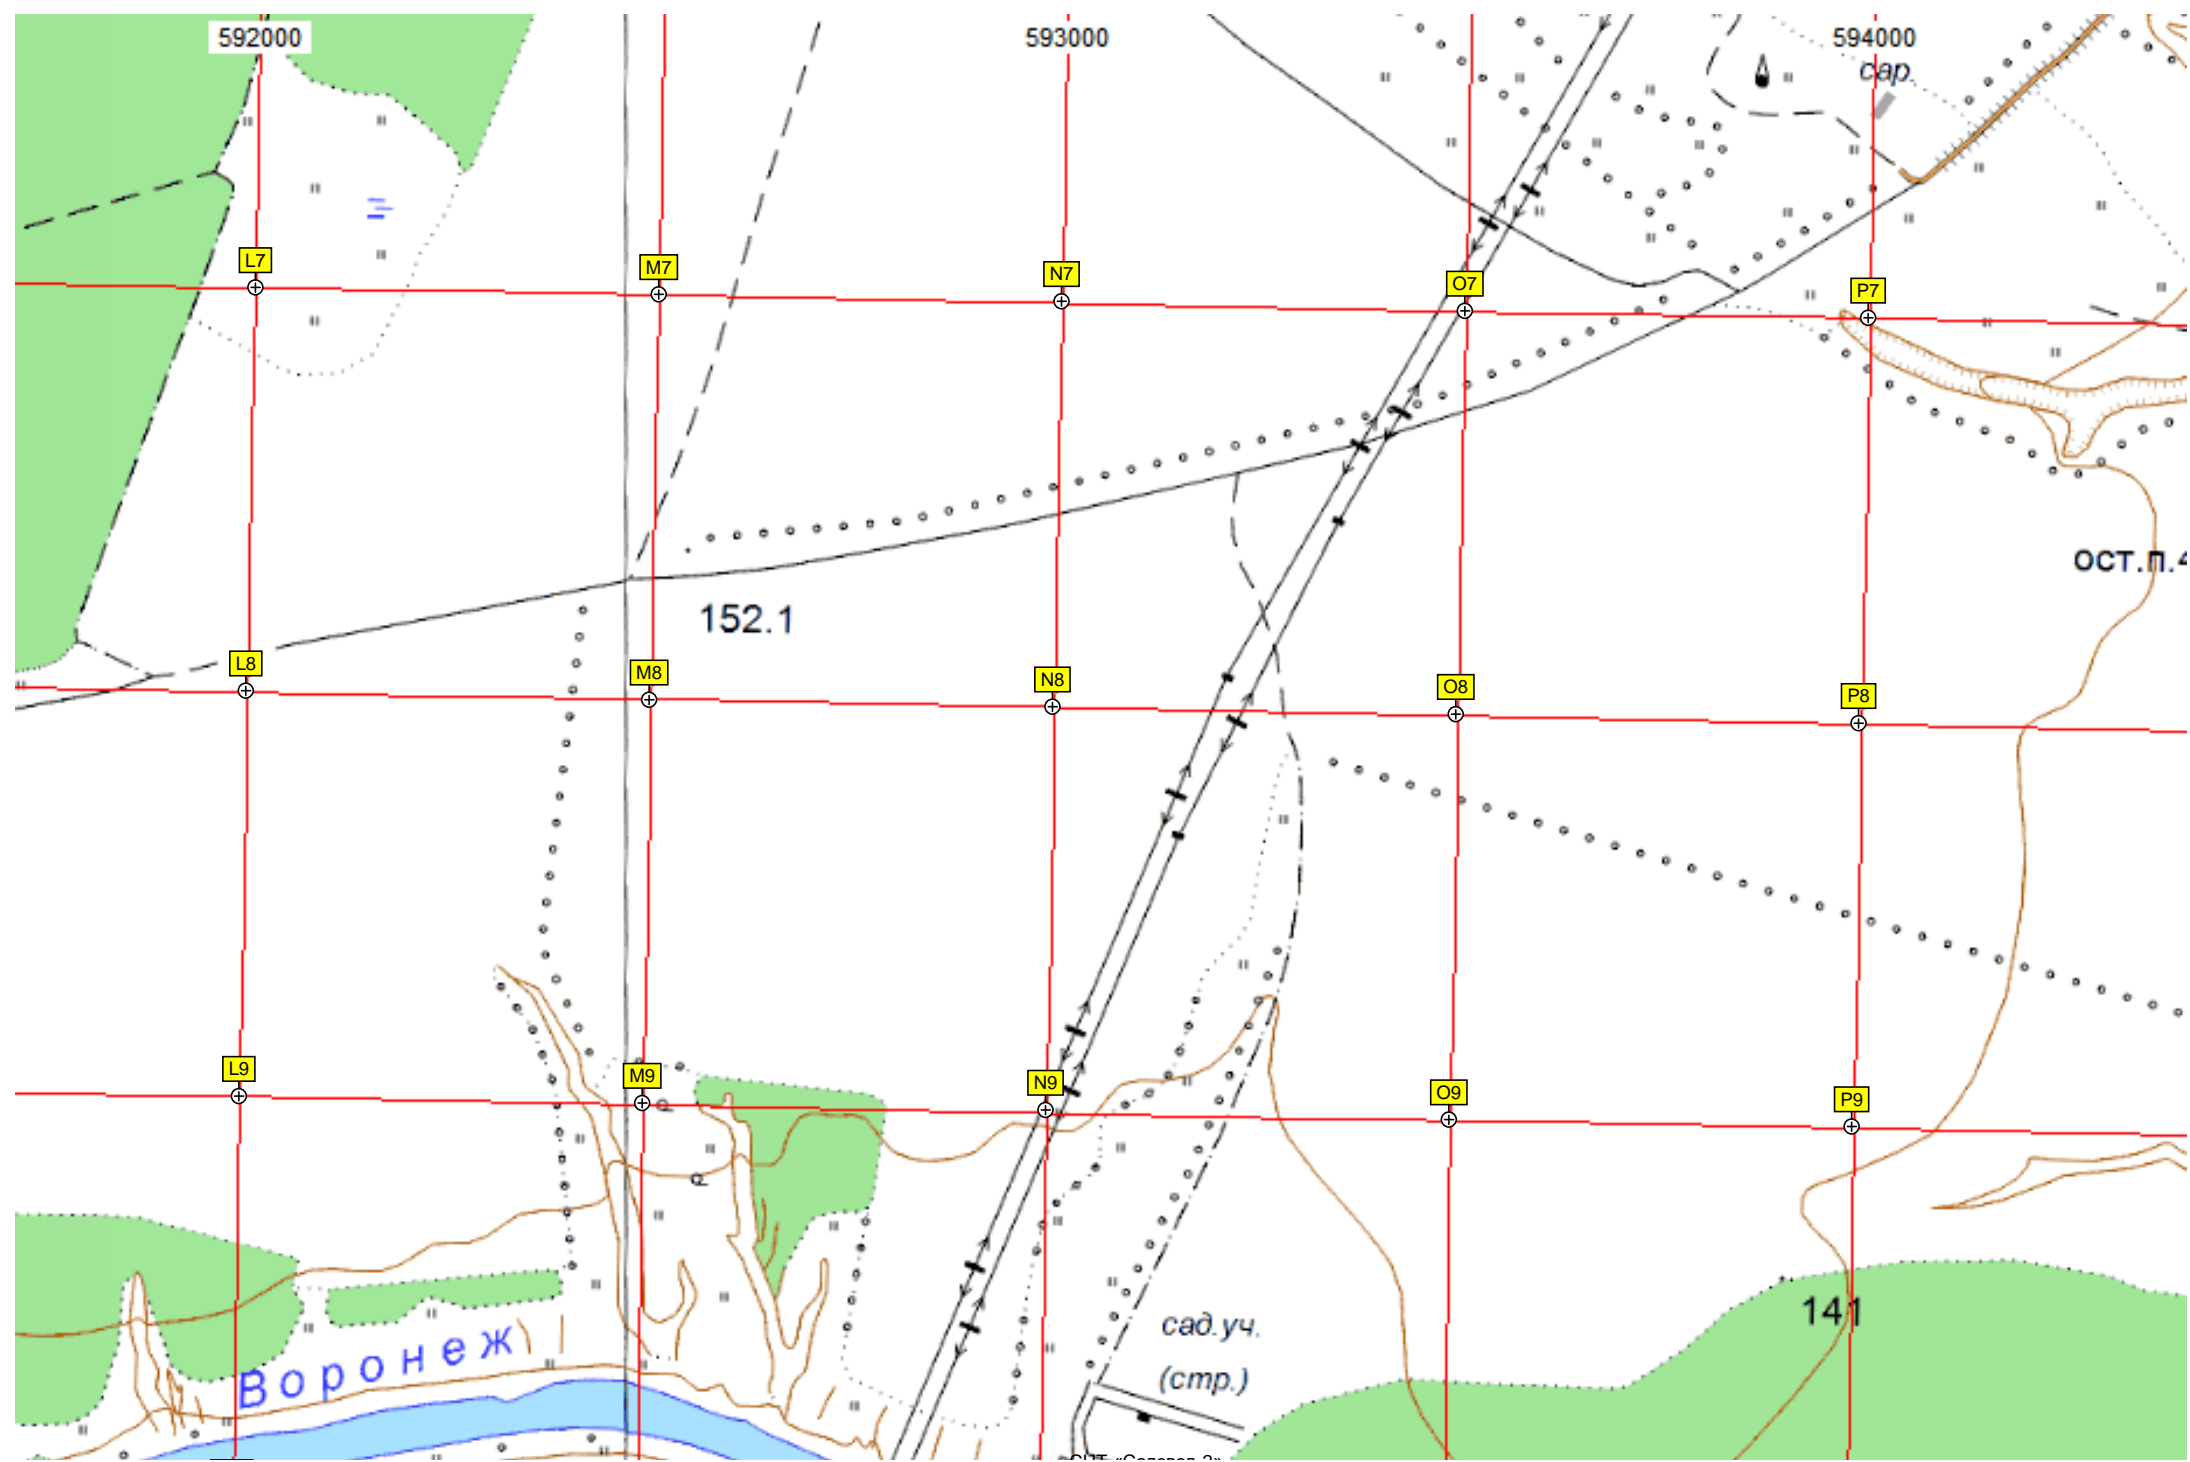 592000
593000
594000
сар.
L7
M7
N7
O7
P7
ост.п.4
152.1
L8
M8
N8
O8
P8
L9
M9
N9
O9
P9
141
сад.уч.
(стр.)
Воронеж